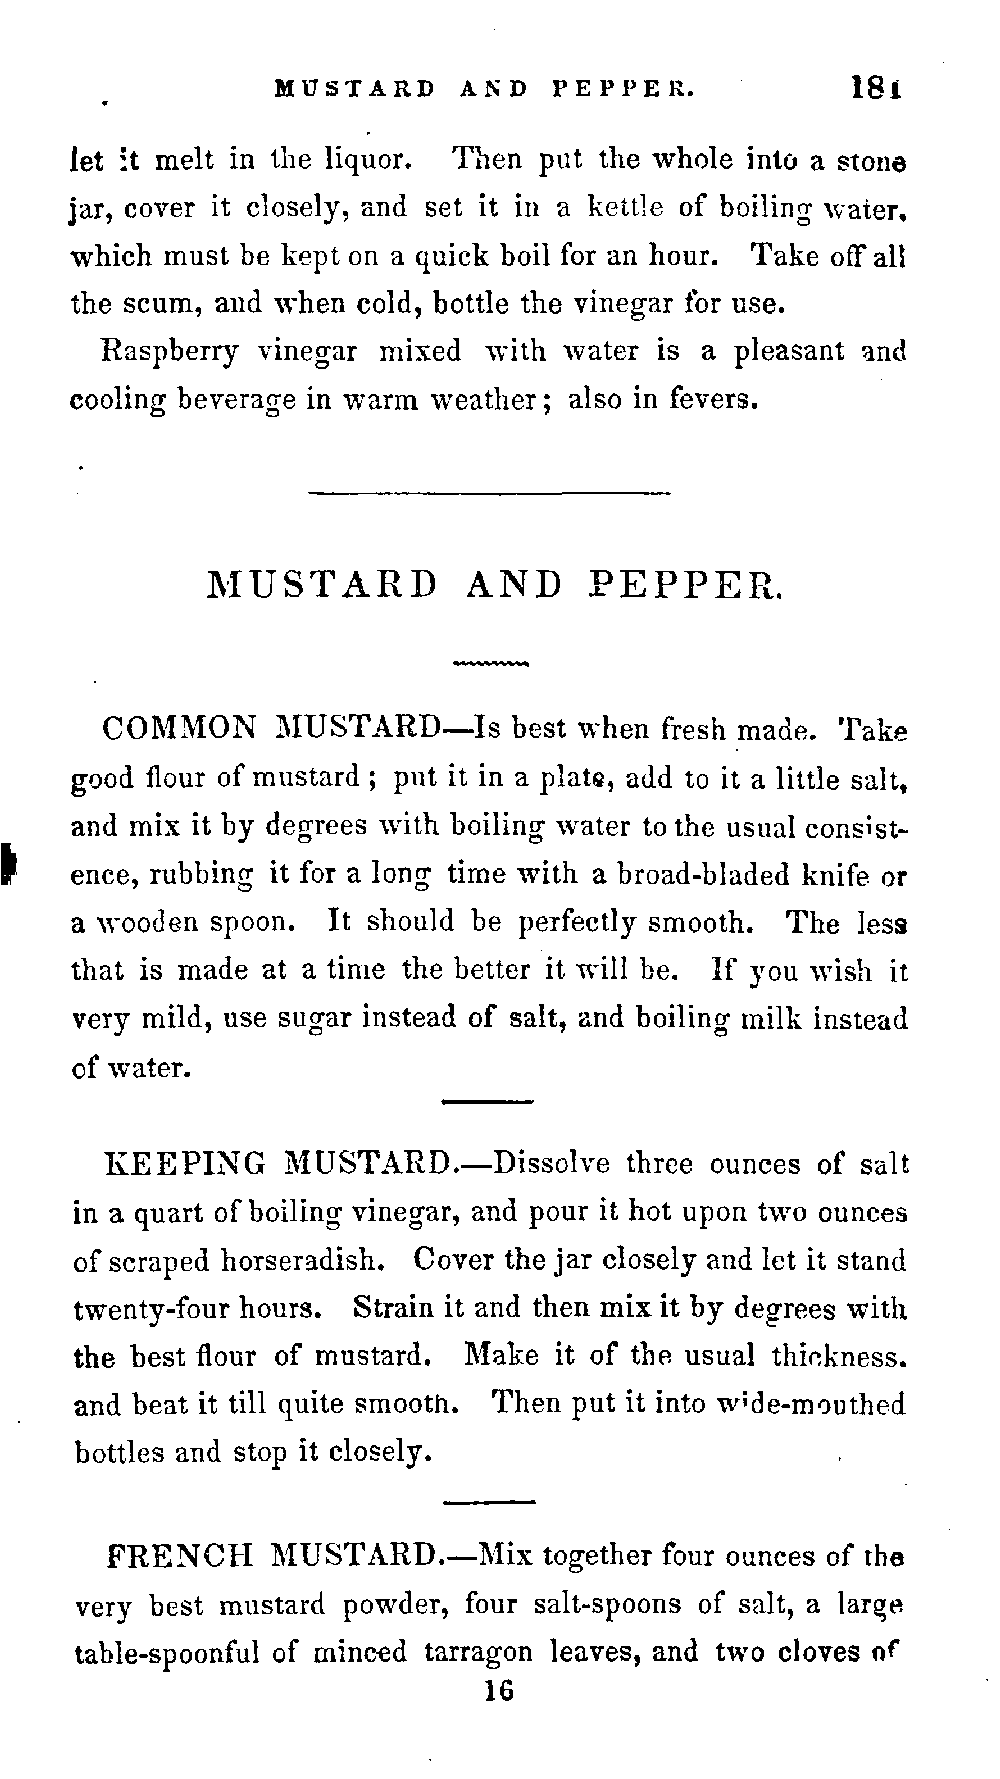 MUSTARD AND PEPPER. 181
let it melt in the liquor. Then put the whole into a stone
jar, cover it closely, and set it in a kettle of boiling water,
which must be kept on a quick boil for an hour. Take off all
the scum, and when cold, bottle the vinegar for use.
Raspberry vinegar mixed with water is a pleasant and
cooling beverage in warm weather; also in fevers.
MUSTARD AND PEPPER.
COMMON MUSTARD—Is best when fresh made. Take
good flour of mustard; put it in a plate, add to it a little salt,
and mix it by degrees with boiling water to the usual consist-
ence, rubbing it for a long time with a broad-bladed knife or
a wooden spoon. It should be perfectly smooth. The less
that is made at a time the better it will be. If you wish it
very mild, use sugar instead of salt, and boiling milk instead
of water.
KEEPING MUSTARD.—Dissolve three ounces of salt
in a quart of boiling vinegar, and pour it hot upon two ounces
of scraped horseradish. Cover the jar closely and let it stand
twenty-four hours. Strain it and then mix it by degrees with
the best flour of mustard. Make it of the usual thickness.
and beat it till quite smooth. Then put it into wide-mouthed
bottles and stop it closely.
FRENCH MUSTARD.—Mix together four ounces of the
very best mustard powder, four salt-spoons of salt, a large
table-spoonful of minced tarragon leaves, and two cloves of
16